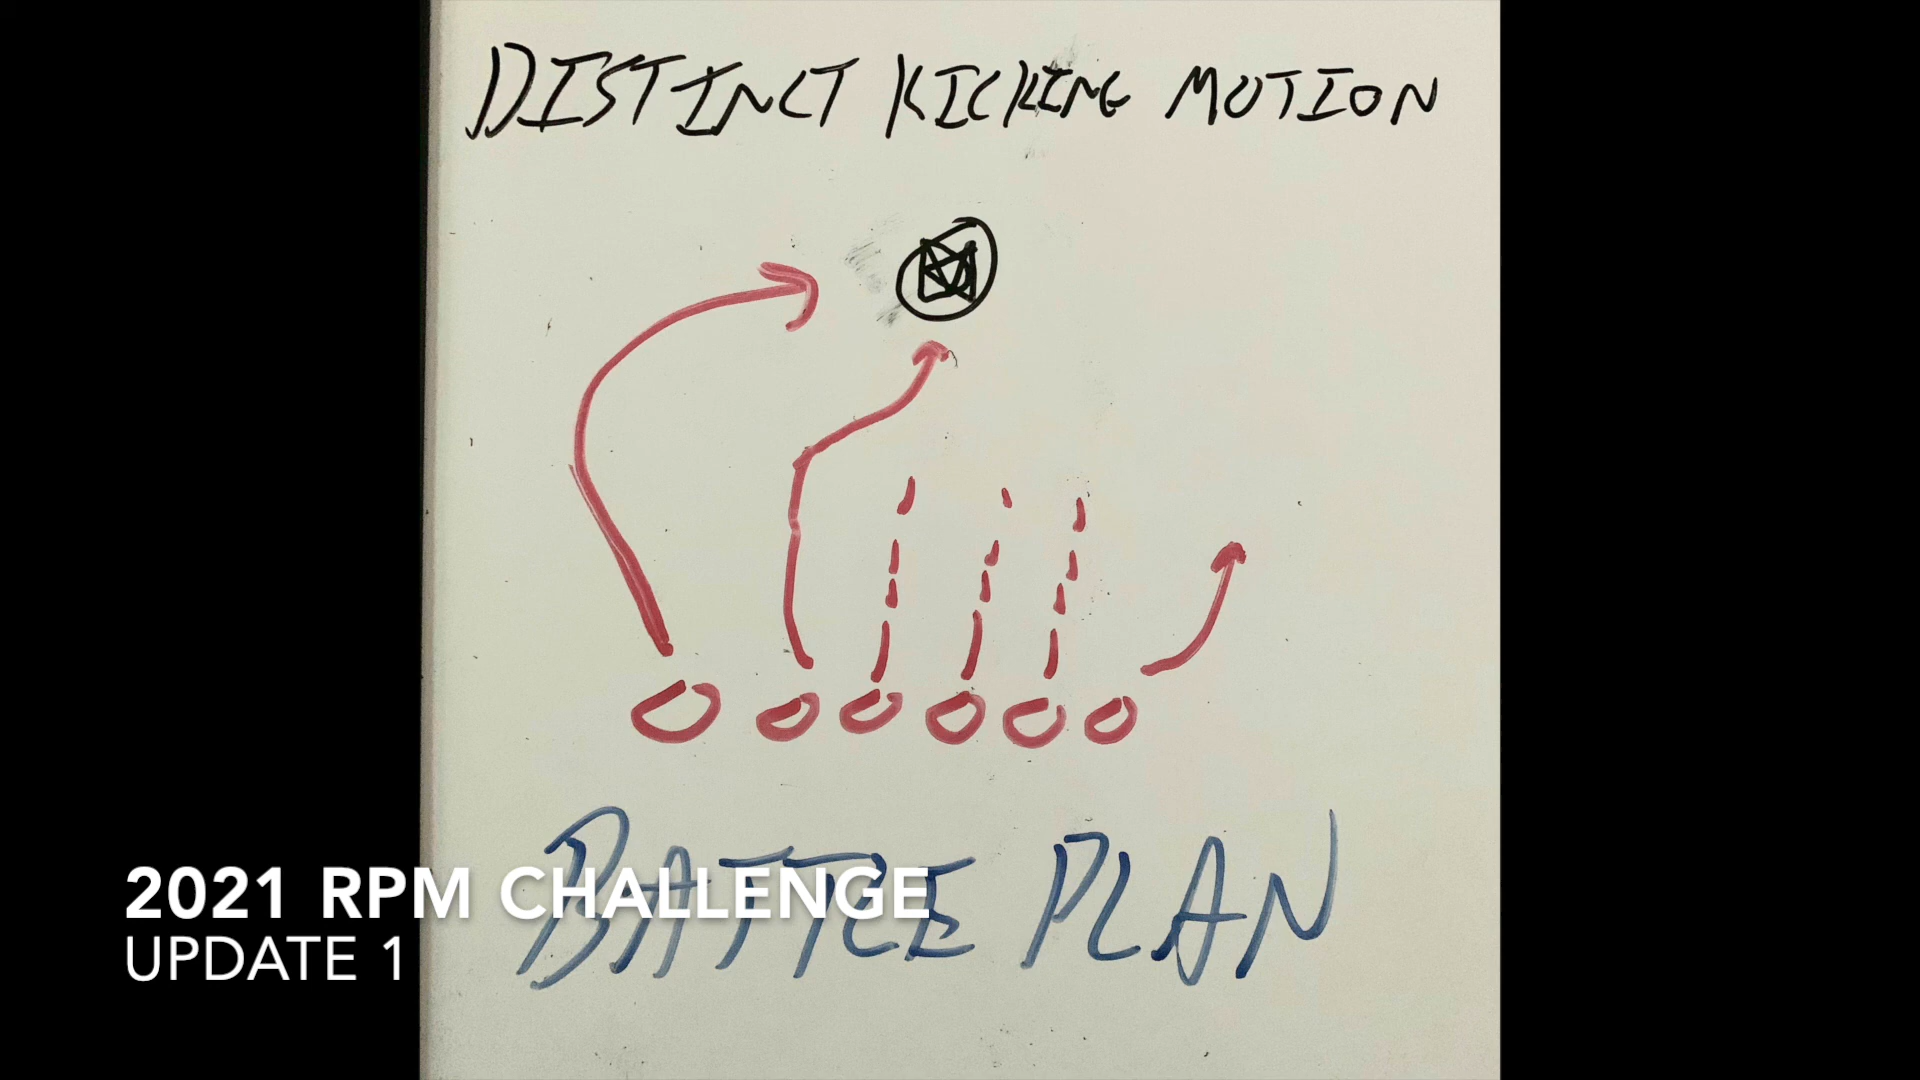 DISTINCT KICKING MOTION
BATTLE PLAN
2021 RPM CHALLENGE
UPDATE 1